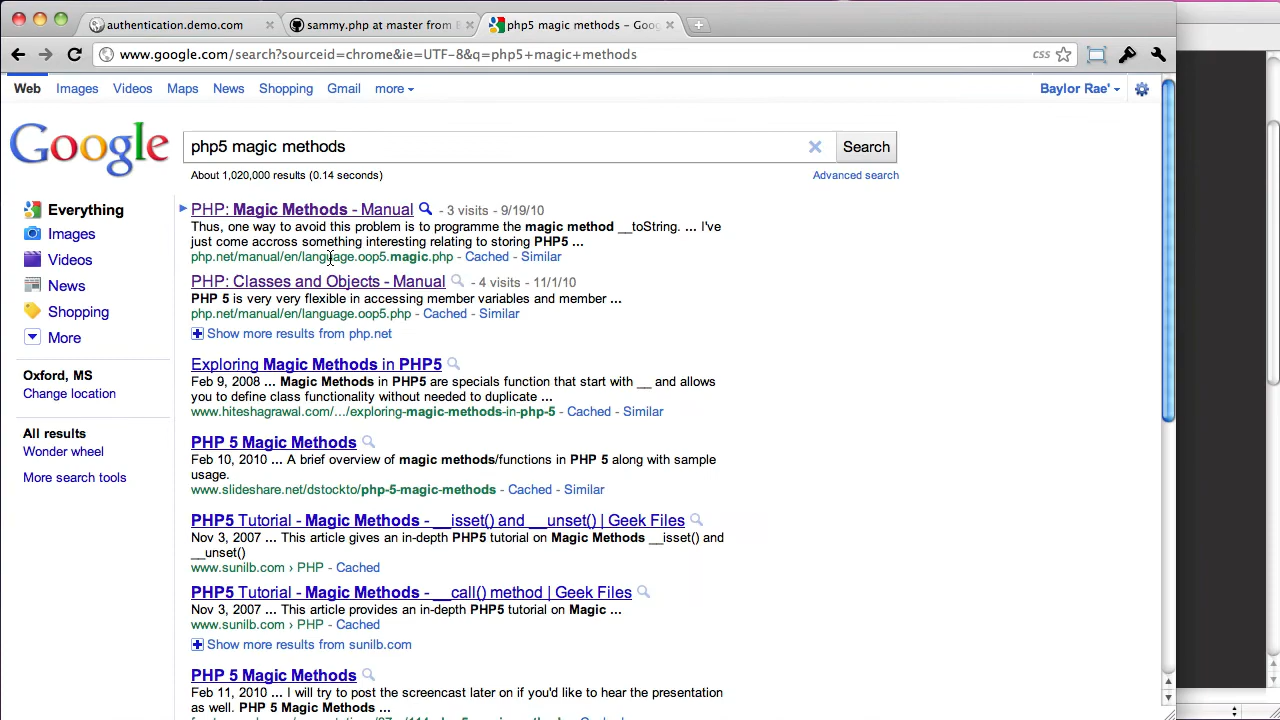 authentication.demo.com
sammy.php at master from
php5 magic methods – Goog
www.google.com/search?sourceid=chrome&ie=UTF-8&q=php5+magic+methods
css
Web Images Videos Maps News Shopping Gmail more
Baylor Rae'
Google
php5 magic methods
Search
About 1,020,000 results (0.14 seconds)
Advanced search
Everything
Images
Videos
News
Shopping
More
Oxford, MS
Change location
All results
Wonder wheel
More search tools
PHP: Magic Methods - Manual - 3 visits - 9/19/10
Thus, one way to avoid this problem is to programme the magic method __toString. ... I've
just come accross something interesting relating to storing PHP5 ...
php.net/manual/en/language.oop5.magic.php - Cached - Similar
PHP: Classes and Objects - Manual - 4 visits - 11/1/10
PHP 5 is very very flexible in accessing member variables and member ...
php.net/manual/en/language.oop5.php - Cached - Similar
Show more results from php.net
Exploring Magic Methods in PHP5
Feb 9, 2008 ... Magic Methods in PHP5 are specials function that start with __ and allows
you to define class functionality without needed to duplicate ...
www.hiteshagrawal.com/.../exploring-magic-methods-in-php-5 - Cached - Similar
PHP 5 Magic Methods
Feb 10, 2010 ... A brief overview of magic methods/functions in PHP 5 along with sample
usage.
www.slideshare.net/dstockto/php-5-magic-methods - Cached - Similar
PHP5 Tutorial - Magic Methods - __isset() and __unset() | Geek Files
Nov 3, 2007 ... This article gives an in-depth PHP5 tutorial on Magic Methods __isset() and
__unset()
www.sunilb.com › PHP - Cached
PHP5 Tutorial - Magic Methods - __call() method | Geek Files
Nov 3, 2007 ... This article provides an in-depth PHP5 tutorial on Magic ...
www.sunilb.com › PHP - Cached
Show more results from sunilb.com
PHP 5 Magic Methods
Feb 11, 2010 ... I will try to post the screencast later on if you'd like to hear the presentation
as well. PHP 5 Magic Methods ...